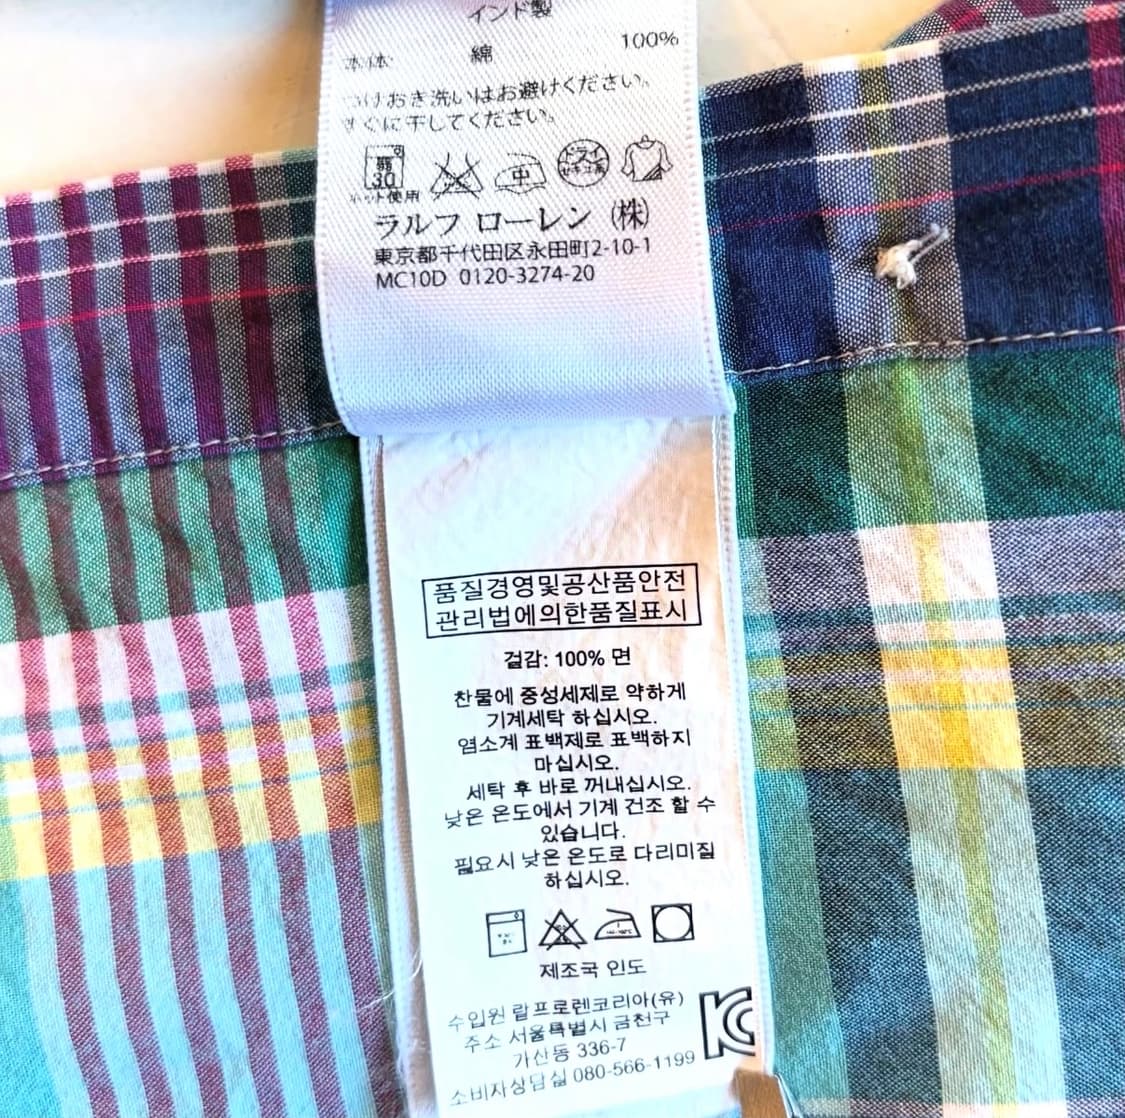 インド製
本体 綿 100%
つけおき洗いはお避けください。
すぐに干してください。
弱
30
中
ドライ
セキユ系
ネット使用
ラルフ ローレン (株)
東京都千代田区永田町2-10-1
MC10D 0120-3274-20
품질경영및공산품안전
관리법에의한품질표시
겉감: 100% 면
찬물에 중성세제로 약하게
기계세탁 하십시오.
염소계 표백제로 표백하지
마십시오.
세탁 후 바로 꺼내십시오.
낮은 온도에서 기계 건조 할 수
있습니다.
필요시 낮은 온도로 다리미질
하십시오.
제조국 인도
수입원 랄프로렌코리아(유)
주소 서울특별시 금천구
가산동 336-7
소비자상담실 080-566-1199